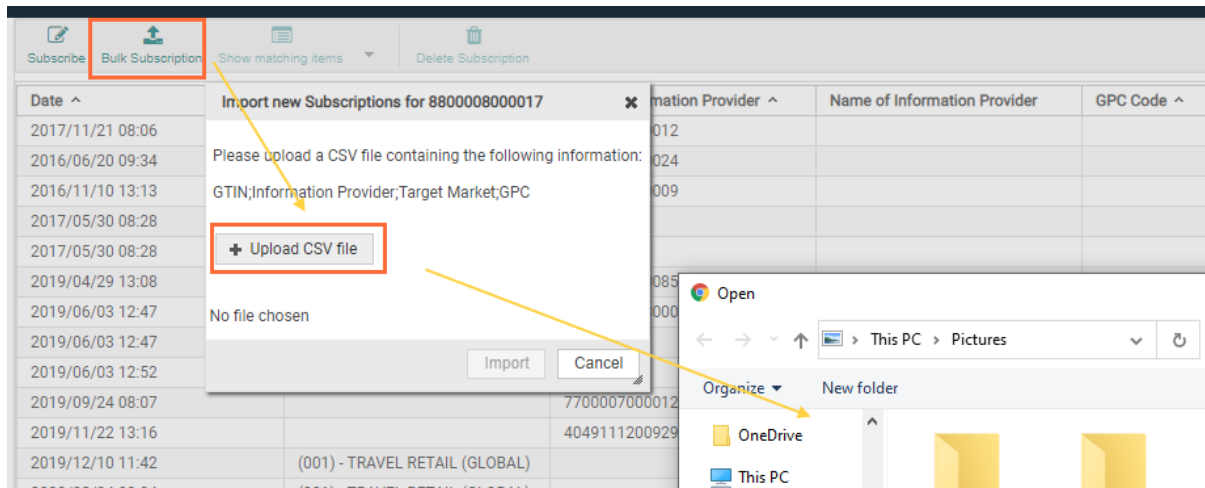 Subscribe Bulk Subscription Show matching items Delete Subscription
Date Import new Subscriptions for 8800008000017 mation Provider Name of Information Provider GPC Code
2017/11/21 08:06 012
Please upload a CSV file containing the following information:
2016/06/20 09:34 024
2016/11/10 13:13 GTIN;Information Provider;Target Market;GPC 009
2017/05/30 08:28
2017/05/30 08:28 Upload CSV file
2019/04/29 13:08 085
Open
2019/06/03 12:47 No file chosen 000
2019/06/03 12:47 This PC Pictures
2019/06/03 12:52 Import Cancel
Organize New folder
2019/09/24 08:07 7700007000012
2019/11/22 13:16 4049111200929 OneDrive
2019/12/10 11:42 (001) - TRAVEL RETAIL (GLOBAL)
This PC